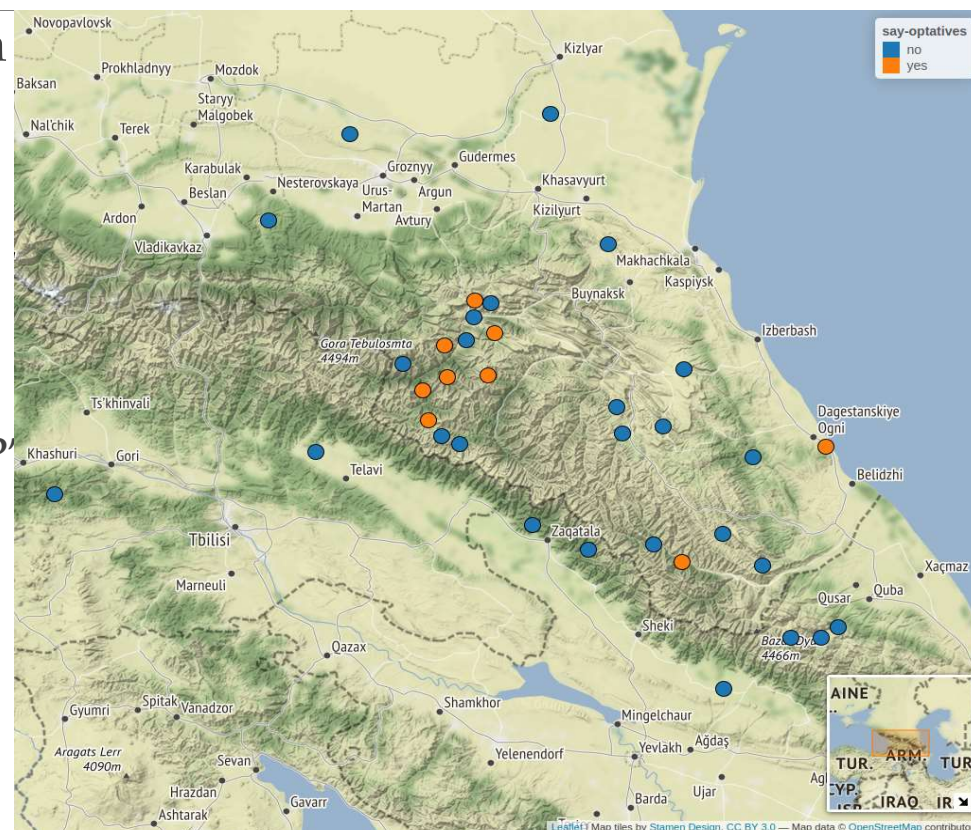 Novopavlovsk
Kizlyar
say-optatives
no
yes
Prokhladnyy
Mozdok
Baksan
Staryy
Malgobek
Nal'chik
Terek
Groznyy
Gudermes
Karabulak
Nesterovskaya
Urus-
Martan
Argun
Khasavyurt
Beslan
Avtury
Kizilyurt
Ardon
Vladikavkaz
Makhachkala
Kaspiysk
Buynaksk
Izberbash
Gora Tebulosmta
4494m
Ts'khinvali
Dagestanskiye
Ogni
Khashuri
Gori
Telavi
Belidzhi
Tbilisi
Zaqatala
Xaçmaz
Marneuli
Qusar
Quba
Sheki
Qazax
4466m
AINE
Gyumri
Spitak
Vanadzor
Shamkhor
Mingelchaur
ARM.
TUR.
TUR
Aragats Lerr
4090m
Sevan
Yelenendorf
Yevlakh
Ağdaş
Hrazdan
Ujar
IRAQ
IR
Gavarr
Barda
Ashtarak
Leaflet | Map tiles by Stamen Design, CC BY 3.0 — Map data © OpenStreetMap contributo